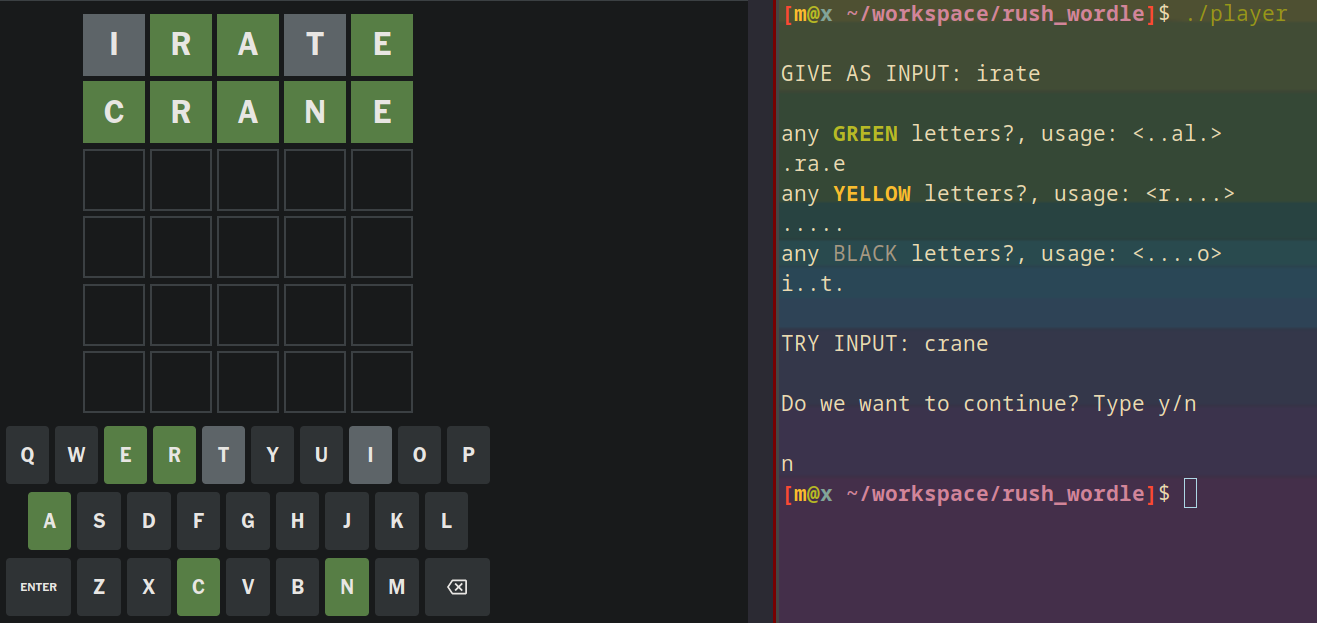 I R A T E
C R A N E
Q W E R T Y U I O P
A S D F G H J K L
ENTER Z X C V B N M
[m@x ~/workspace/rush_wordle]$ ./player
GIVE AS INPUT: irate
any GREEN letters?, usage: <..al.>
.ra.e
any YELLOW letters?, usage: <r....>
.....
any BLACK letters?, usage: <....o>
i..t.
TRY INPUT: crane
Do we want to continue? Type y/n
n
[m@x ~/workspace/rush_wordle]$